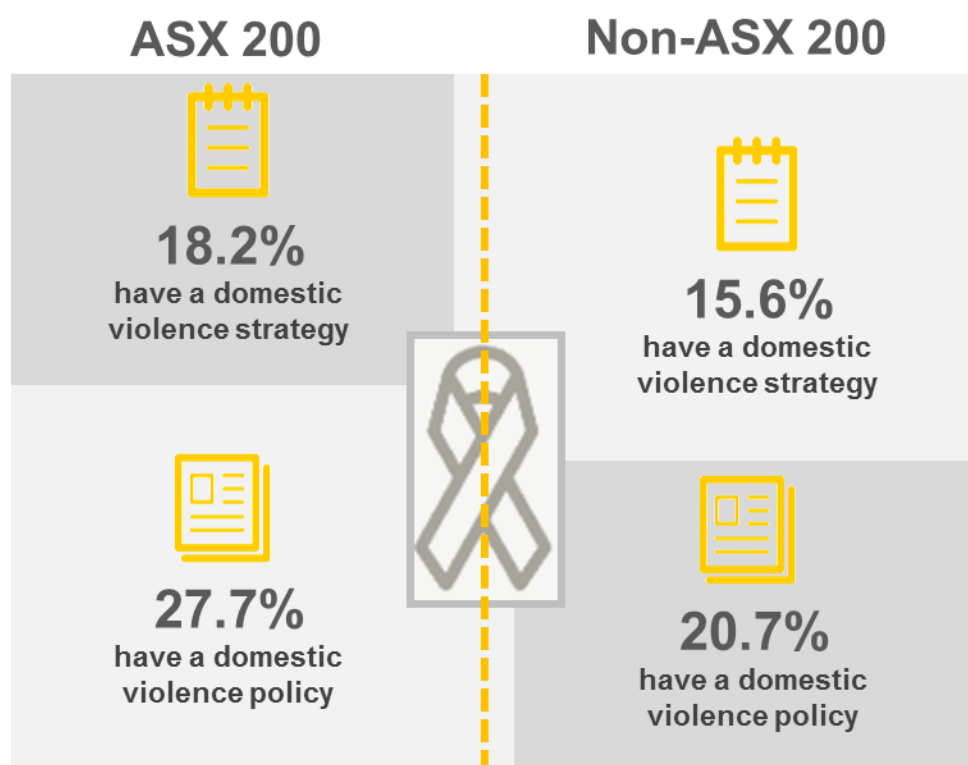 ASX 200
18.2%
have a domestic
violence strategy
27.7%
have a domestic
violence policy
Non-ASX 200
15.6%
have a domestic
violence strategy
20.7%
have a domestic
violence policy